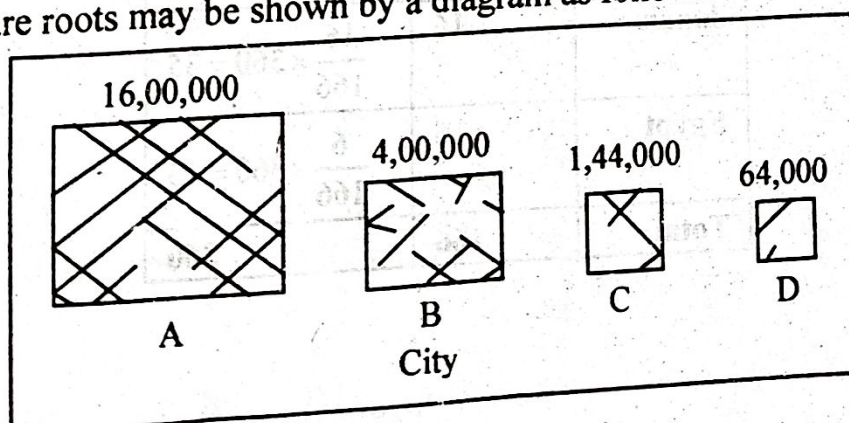 re roots may be shown by a diagram as
16,00,000
4,00,000
1,44,000
64,000
A
B
C
D
City